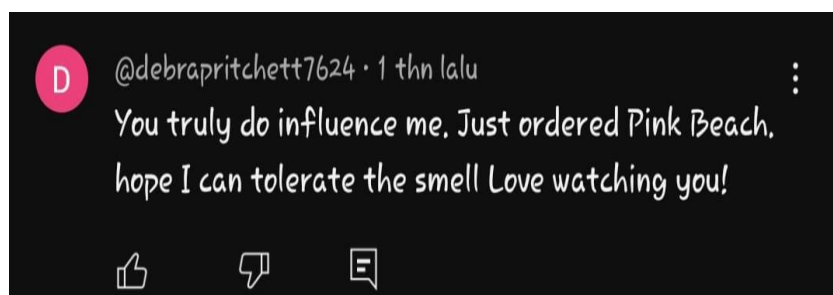 D
@debrapritchett7624 · 1 thn lalu
You truly do influence me. Just ordered Pink Beach.
hope I can tolerate the smell Love watching you!